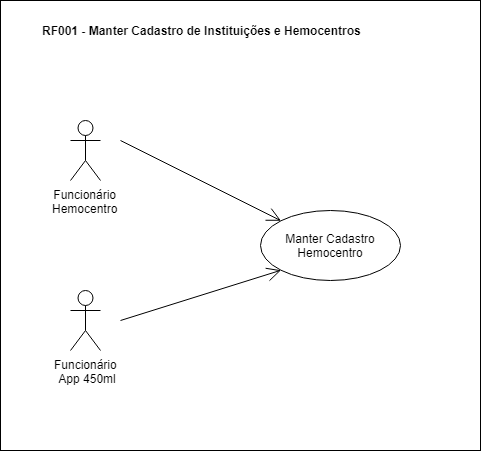 RF001 - Manter Cadastro de Instituições e Hemocentros
Funcionário
Hemocentro
Manter Cadastro
Hemocentro
Funcionário
App 450ml